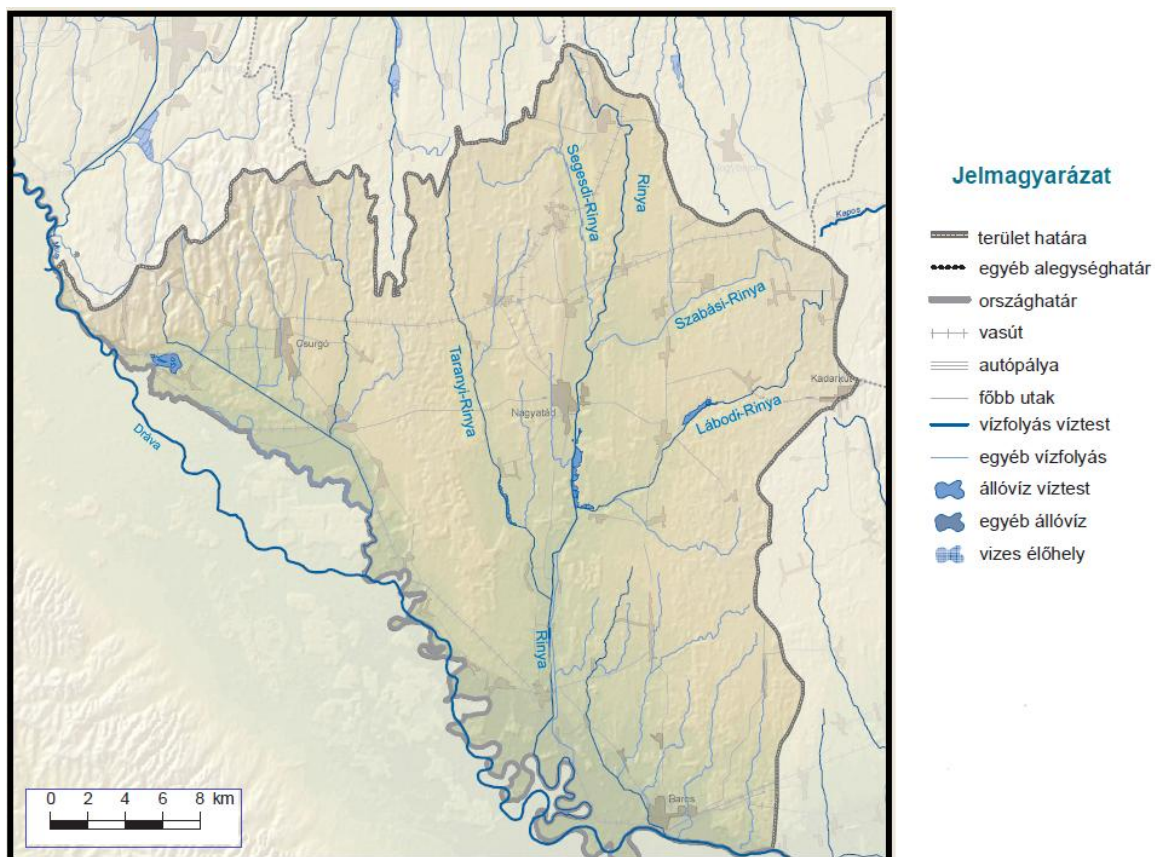 Segesdi-Rinya
Rinya
Kapos
Mura
Szabási-Rinya
Csurgó
Taranyi-Rinya
Kadarkút
Nagyatád
Lábodi-Rinya
Dráva
Rinya
Barcs
0 2 4 6 8 km
Jelmagyarázat
terület határa
egyéb alegységhatár
országhatár
vasút
autópálya
főbb utak
vízfolyás víztest
egyéb vízfolyás
állóvíz víztest
egyéb állóvíz
vizes élőhely